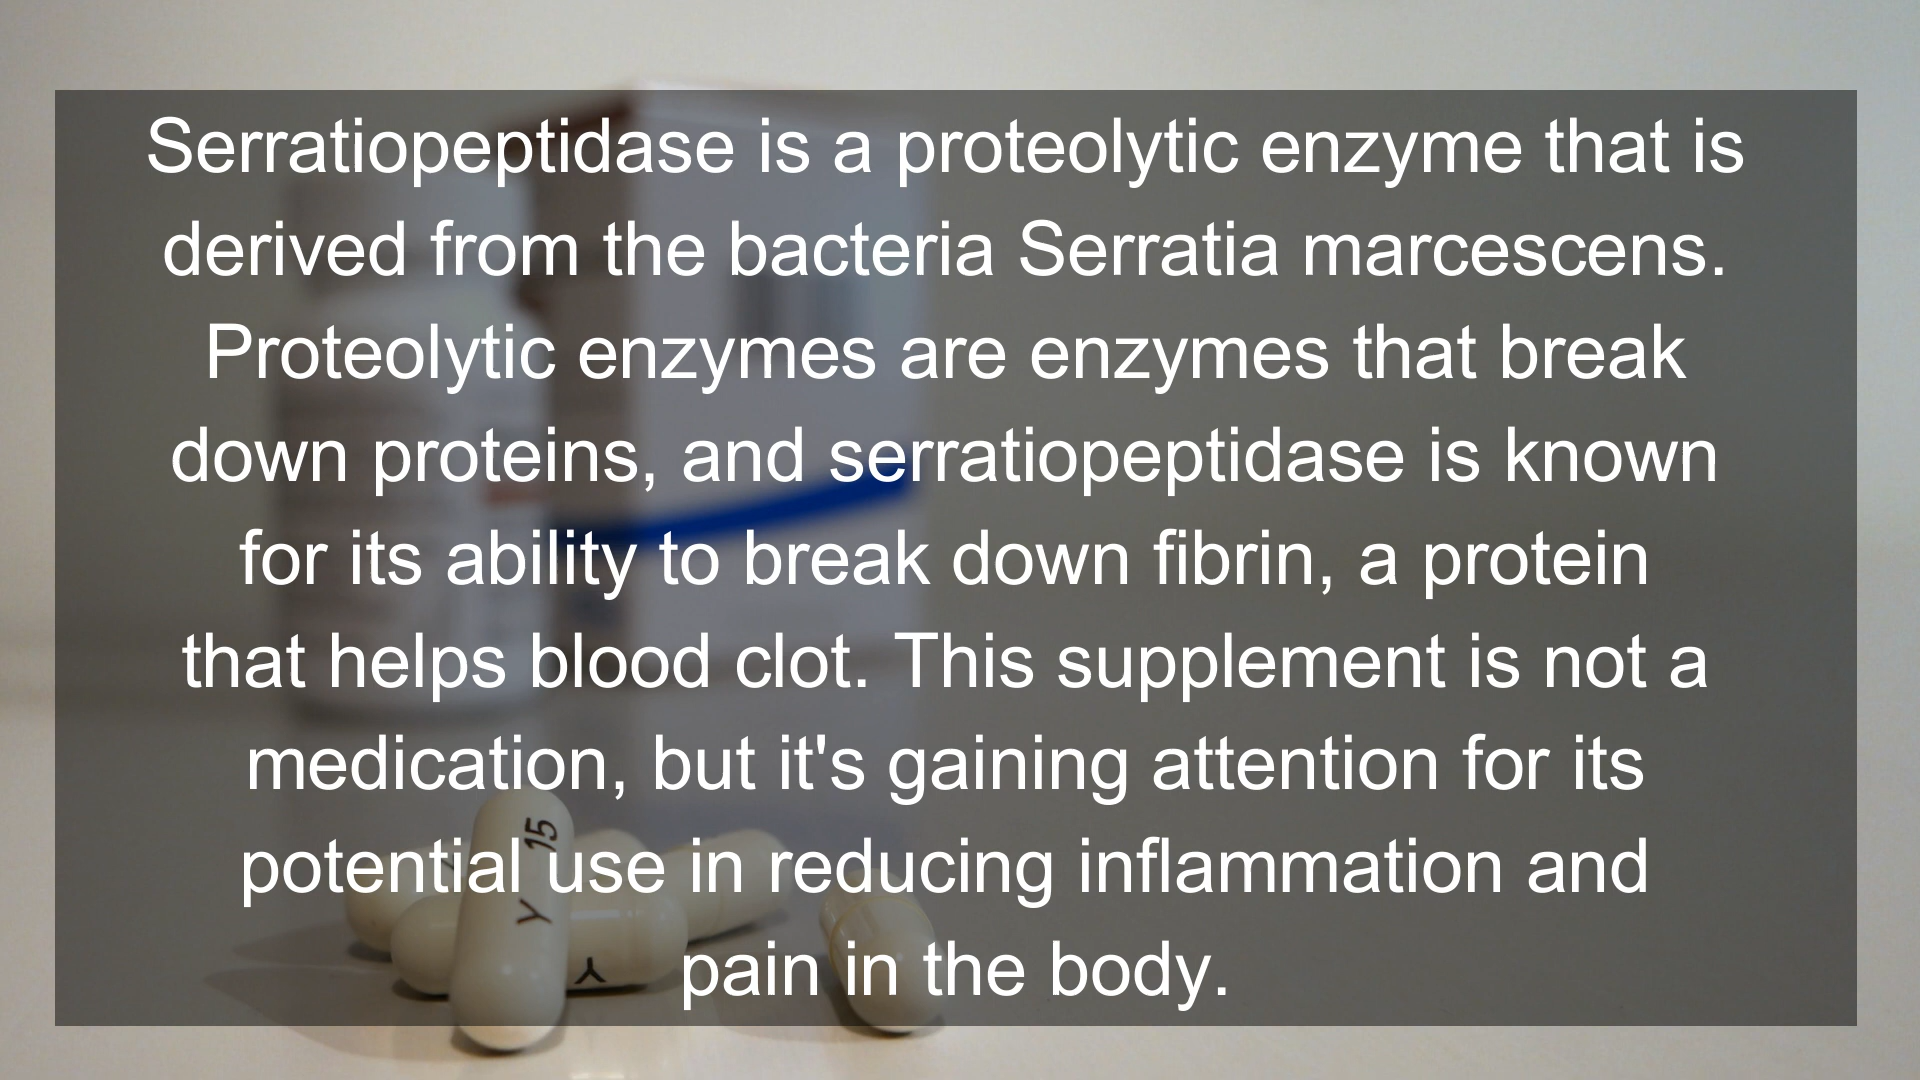 Serratiopeptidase is a proteolytic enzyme that is
derived from the bacteria Serratia marcescens.
Proteolytic enzymes are enzymes that break
down proteins, and serratiopeptidase is known
for its ability to break down fibrin, a protein
that helps blood clot. This supplement is not a
medication, but it's gaining attention for its
potential use in reducing inflammation and
pain in the body.
Y 15
Y